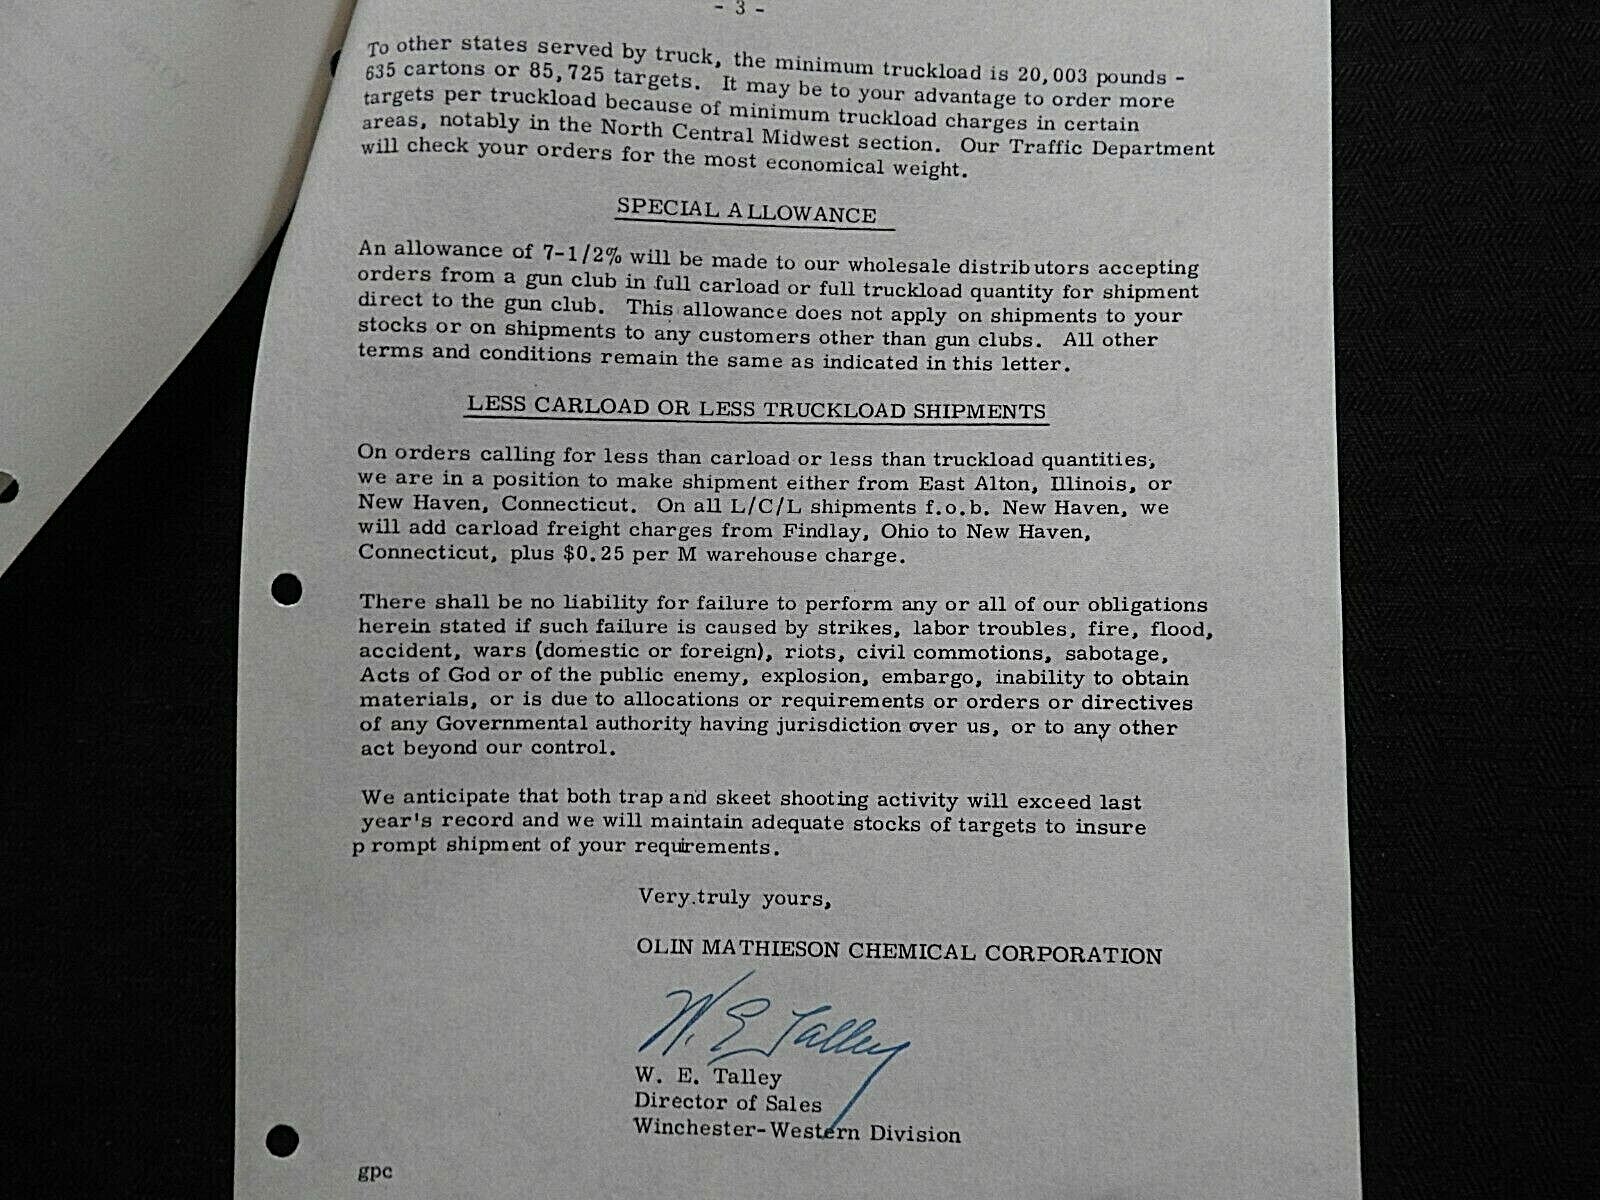 - 3 -
To other states served by truck, the minimum truckload is 20,003 pounds -
635 cartons or 85,725 targets. It may be to your advantage to order more
targets per truckload because of minimum truckload charges in certain
areas, notably in the North Central Midwest section. Our Traffic Department
will check your orders for the most economical weight.
SPECIAL ALLOWANCE
An allowance of 7-1/2% will be made to our wholesale distributors accepting
orders from a gun club in full carload or full truckload quantity for shipment
direct to the gun club. This allowance does not apply on shipments to your
stocks or on shipments to any customers other than gun clubs. All other
terms and conditions remain the same as indicated in this letter.
LESS CARLOAD OR LESS TRUCKLOAD SHIPMENTS
On orders calling for less than carload or less than truckload quantities,
we are in a position to make shipment either from East Alton, Illinois, or
New Haven, Connecticut. On all L/C/L shipments f.o.b. New Haven, we
will add carload freight charges from Findlay, Ohio to New Haven,
Connecticut, plus $0.25 per M warehouse charge.
There shall be no liability for failure to perform any or all of our obligations
herein stated if such failure is caused by strikes, labor troubles, fire, flood,
accident, wars (domestic or foreign), riots, civil commotions, sabotage,
Acts of God or of the public enemy, explosion, embargo, inability to obtain
materials, or is due to allocations or requirements or orders or directives
of any Governmental authority having jurisdiction over us, or to any other
act beyond our control.
We anticipate that both trap and skeet shooting activity will exceed last
year's record and we will maintain adequate stocks of targets to insure
prompt shipment of your requirements.
Very truly yours,
OLIN MATHIESON CHEMICAL CORPORATION
W. E. Talley
W. E. Talley
Director of Sales
Winchester-Western Division
gpc